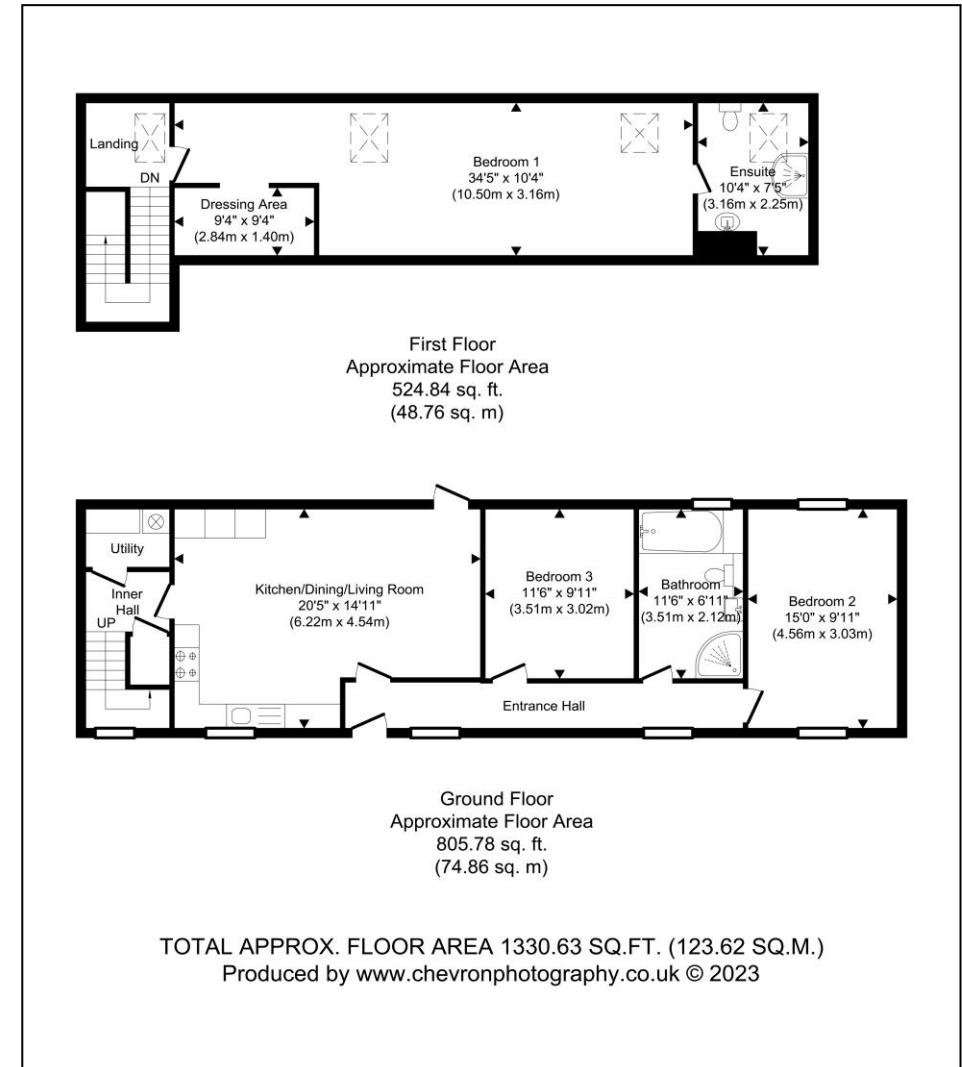 Landing
DN
Bedroom 1
34'5" x 10'4"
(10.50m x 3.16m)
Ensuite
10'4" x 7'5"
(3.16m x 2.25m)
Dressing Area
9'4" x 9'4"
(2.84m x 1.40m)
First Floor
Approximate Floor Area
524.84 sq. ft.
(48.76 sq. m)
Utility
Inner
Hall
UP
Kitchen/Dining/Living Room
20'5" x 14'11"
(6.22m x 4.54m)
Bedroom 3
11'6" x 9'11"
(3.51m x 3.02m)
Bathroom
11'6" x 6'11"
(3.51m x 2.12m)
Bedroom 2
15'0" x 9'11"
(4.56m x 3.03m)
Entrance Hall
Ground Floor
Approximate Floor Area
805.78 sq. ft.
(74.86 sq. m)
TOTAL APPROX. FLOOR AREA 1330.63 SQ.FT. (123.62 SQ.M.)
Produced by www.chevronphotography.co.uk © 2023